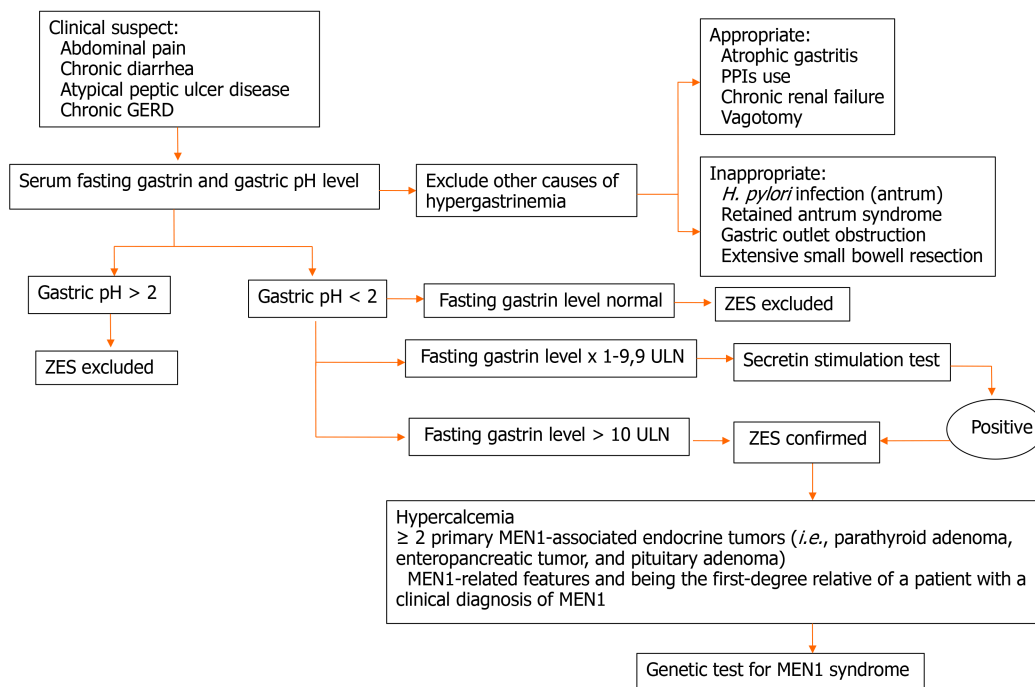 Clinical suspect:
Abdominal pain
Chronic diarrhea
Atypical peptic ulcer disease
Chronic GERD
Appropriate:
Atrophic gastritis
PPIs use
Chronic renal failure
Vagotomy
Serum fasting gastrin and gastric pH level
Exclude other causes of
hypergastrinemia
Inappropriate:
H. pylori infection (antrum)
Retained antrum syndrome
Gastric outlet obstruction
Extensive small bowell resection
Gastric pH > 2
Gastric pH < 2
Fasting gastrin level normal
ZES excluded
ZES excluded
Fasting gastrin level x 1-9,9 ULN
Secretin stimulation test
Positive
Fasting gastrin level > 10 ULN
ZES confirmed
Hypercalcemia
≥ 2 primary MEN1-associated endocrine tumors (i.e., parathyroid adenoma,
enteropancreatic tumor, and pituitary adenoma)
MEN1-related features and being the first-degree relative of a patient with a
clinical diagnosis of MEN1
Genetic test for MEN1 syndrome